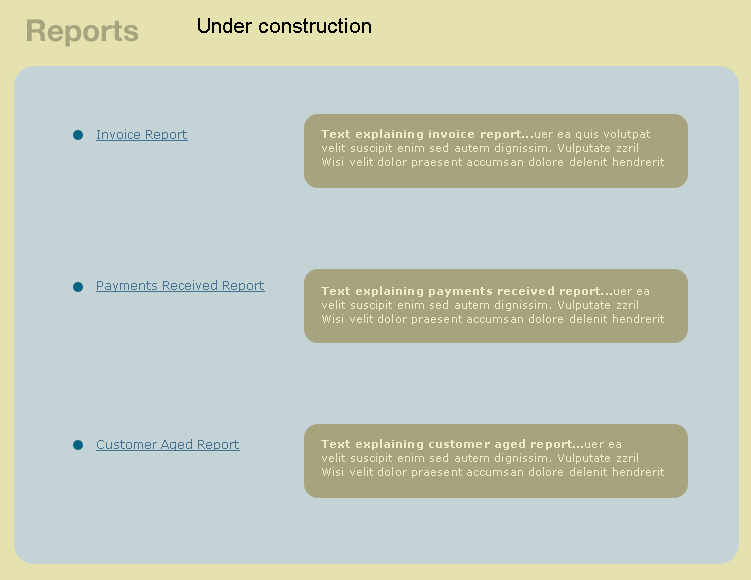 Reports
Under construction
Invoice Report
Text explaining invoice report...uer ea quis volutpat
velit suscipit enim sed autem dignissim. Vulputate zzril
Wisi velit dolor praesent accumsan dolore delenit hendrerit
Payments Received Report
Text explaining payments received report...uer ea
velit suscipit enim sed autem dignissim. Vulputate zzril
Wisi velit dolor praesent accumsan dolore delenit hendrerit
Customer Aged Report
Text explaining customer aged report...uer ea
velit suscipit enim sed autem dignissim. Vulputate zzril
Wisi velit dolor praesent accumsan dolore delenit hendrerit